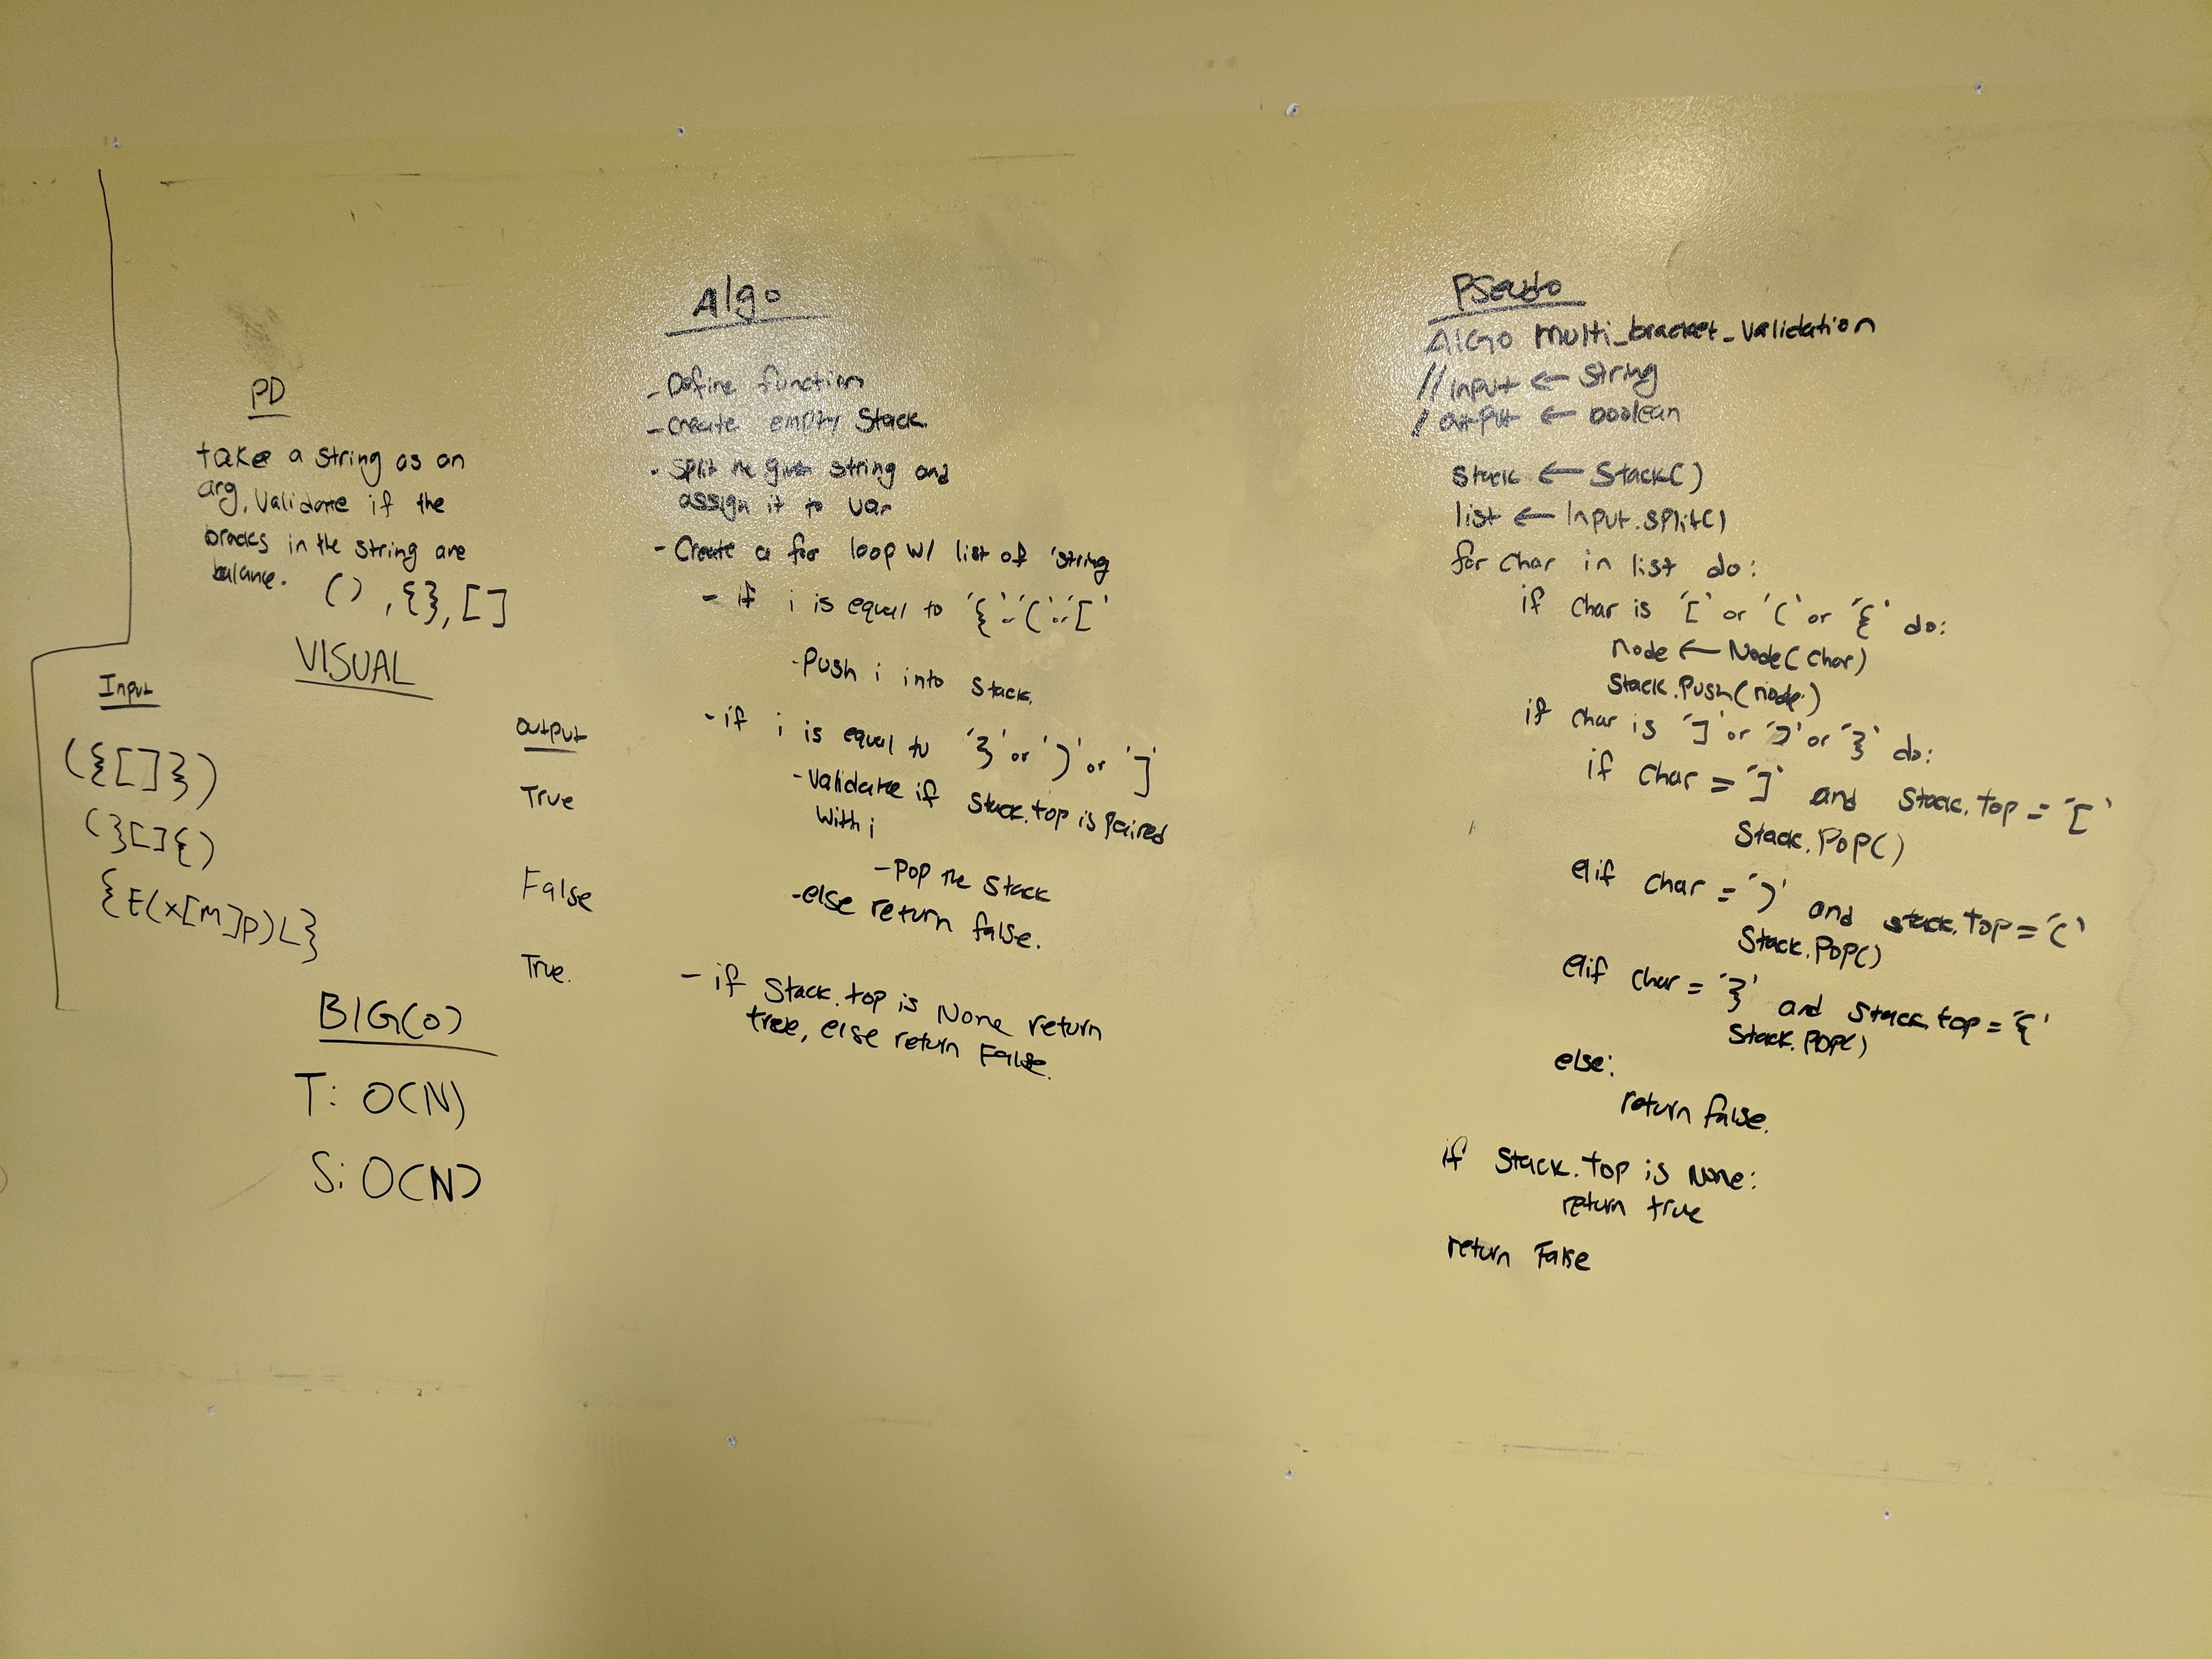 PD
take a string as an
arg, validate if the
brackes in the string are
balance. ( ) , { } , [ ]
VISUAL
Input
({[]})
(}[]{)
{E(x[M]P)L}
output
True
False
True.
BIG(O)
T: O(N)
S: O(N)
Algo
- Define function
- Create empty Stack
- Split the given string and
assign it to var
- Create a for loop w/ list of 'string
- if i is equal to '{' '(' '['
- Push i into Stack.
- if i is equal to '}' or ')' or ']'
- Validate if Stack.top is Paired
with i
- Pop the Stack
- else return false.
- if Stack.top is None return
tree, else return False.
PSeudo
AlGO multi_bracket_validation
// input ← String
/ output ← boolean
Stack ← Stack()
list ← Input.split()
for char in list do:
if char is '[' or '(' or '{' do:
node ← Node(char)
Stack.Push(node.)
if char is ']' or ')' or '}' do:
if char = ']' and Stack.top = '['
Stack.POP()
elif char = ')' and stack.top = '('
Stack.POP()
elif char = '}' and Stack.top = '{'
Stack.POP()
else:
return false.
if Stack.top is None:
return true
return False